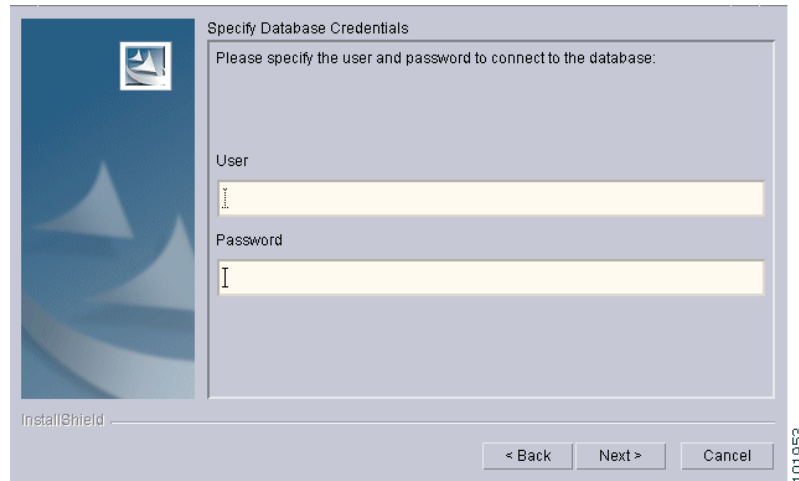 Specify Database Credentials
Please specify the user and password to connect to the database:
User
Password
InstallShield
< Back
Next >
Cancel
101953